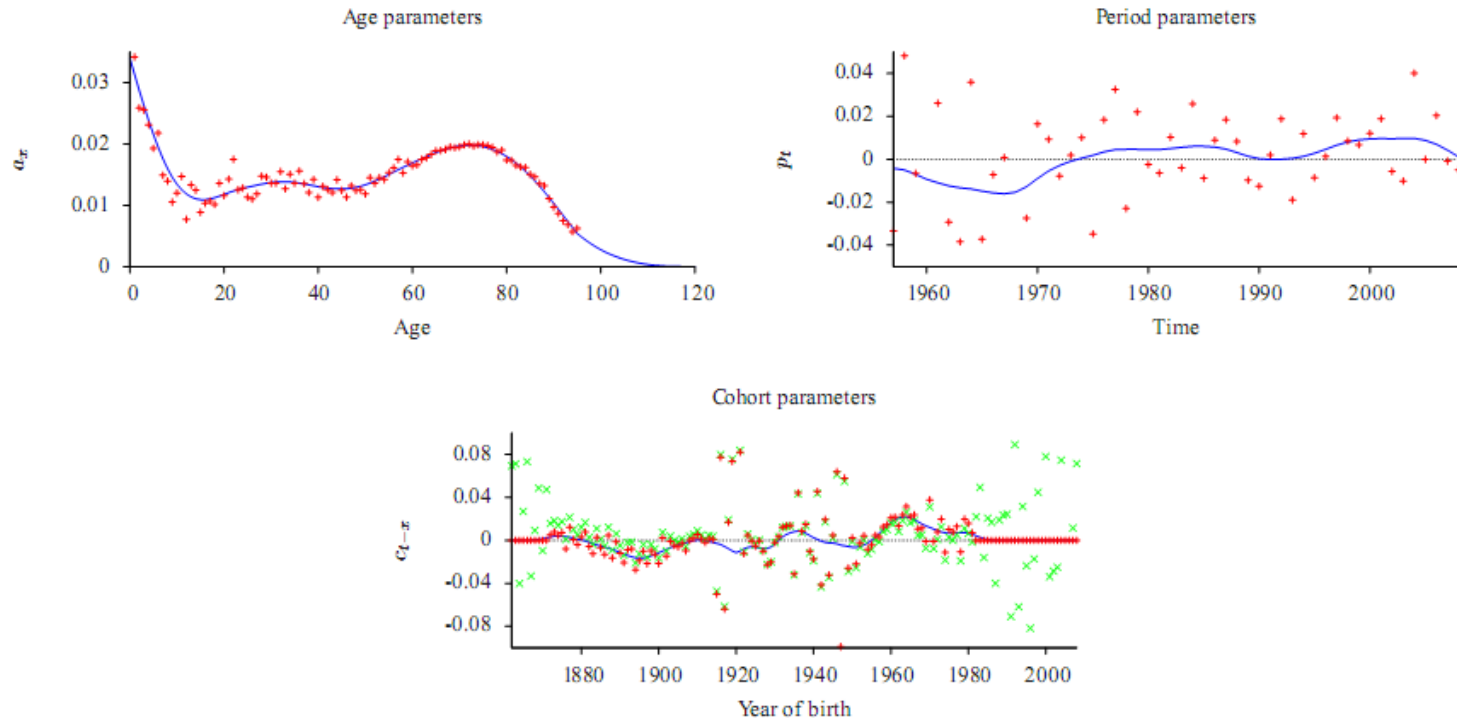 Age parameters
0.03
0.02
0.01
0
a_x
0 20 40 60 80 100 120
Age
Period parameters
0.04
0.02
0
-0.02
-0.04
p_t
1960 1970 1980 1990 2000
Time
Cohort parameters
0.08
0.04
0
-0.04
-0.08
c_{t-x}
1880 1900 1920 1940 1960 1980 2000
Year of birth